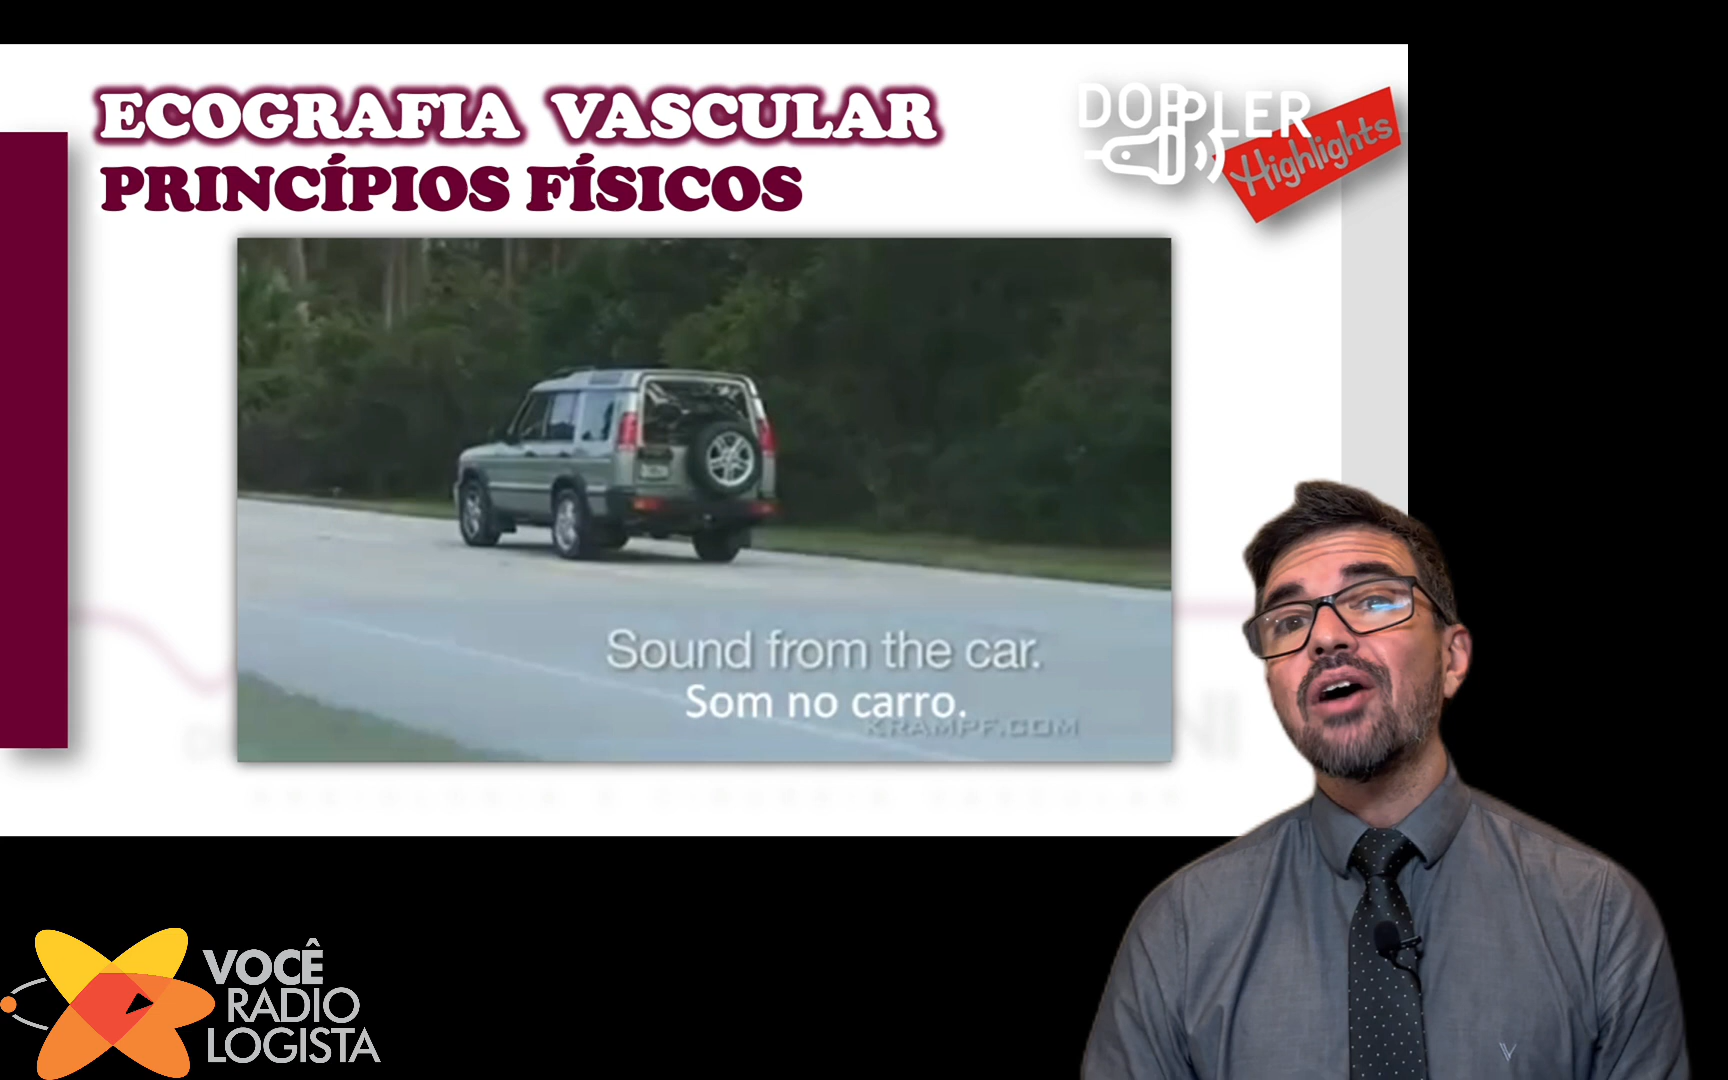 ECOGRAFIA VASCULAR
PRINCÍPIOS FÍSICOS
DOPPLER
Highlights
Sound from the car.
Som no carro.
KRAMPF.COM
VOCÊ
RADIO
LOGISTA